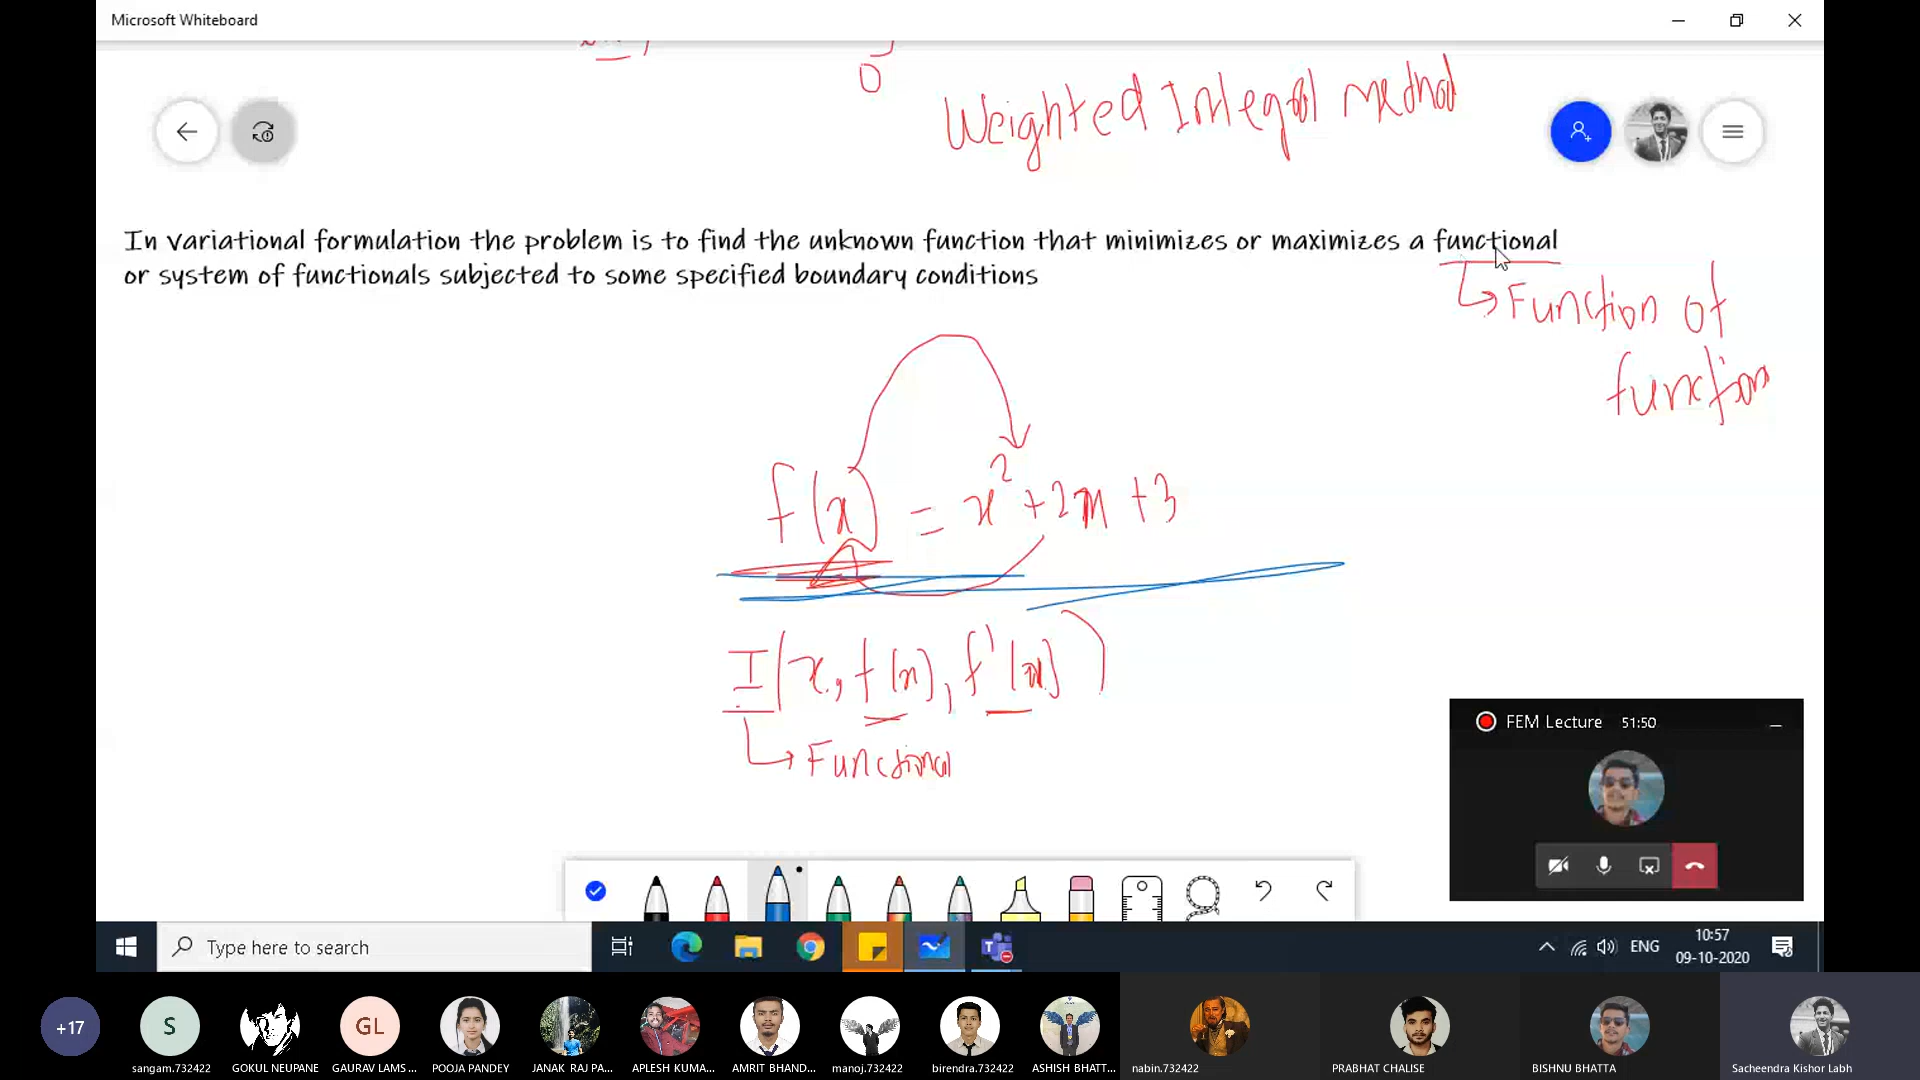 Microsoft Whiteboard
0
Weighted Integral method
In variational formulation the problem is to find the unknown function that minimizes or maximizes a functional
or system of functionals subjected to some specified boundary conditions
Function of
function
f(x) = x² + 2x + 3
I(x, f(x), f'(x))
Functional
FEM Lecture 51:50
Type here to search
ENG
10:57
09-10-2020
+17
S
GL
sangam.732422
GOKUL NEUPANE
GAURAV LAMS...
POOJA PANDEY
JANAK RAJ PA...
APLESH KUMA...
AMRIT BHAND...
manoj.732422
birendra.732422
ASHISH BHATT...
nabin.732422
PRABHAT CHALISE
BISHNU BHATTA
Sacheendra Kishor Labh